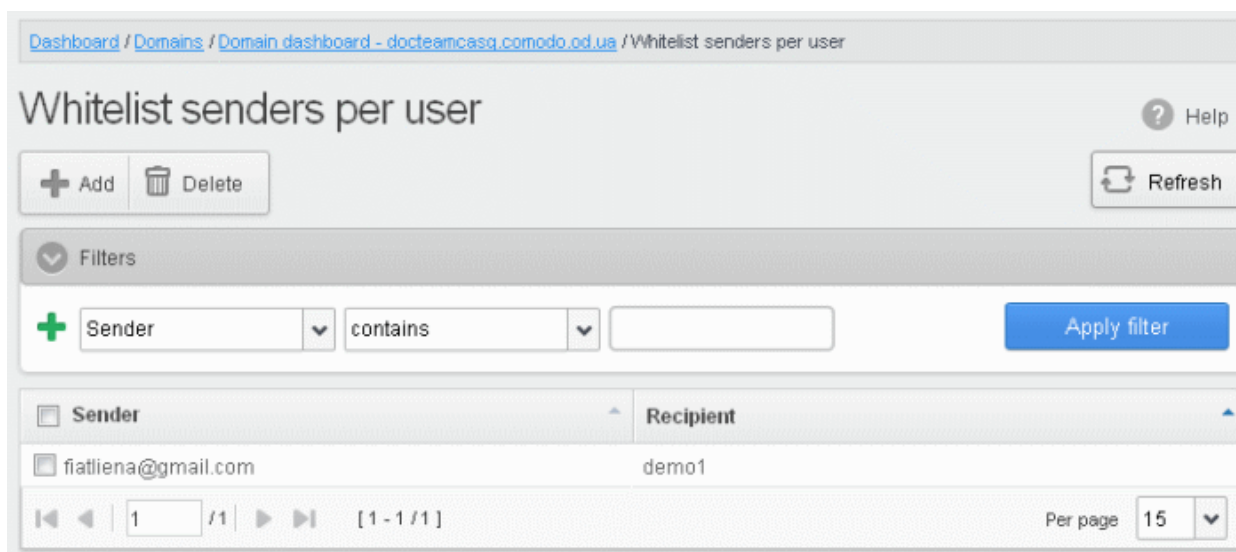 Dashboard / Domains / Domain dashboard - docteamcasg.comodo.od.ua / Whitelist senders per user
Whitelist senders per user
Help
Add Delete
Refresh
Filters
Sender contains Apply filter
Sender Recipient
fiatliena@gmail.com demo1
1 /1 [ 1 - 1 / 1 ] Per page 15